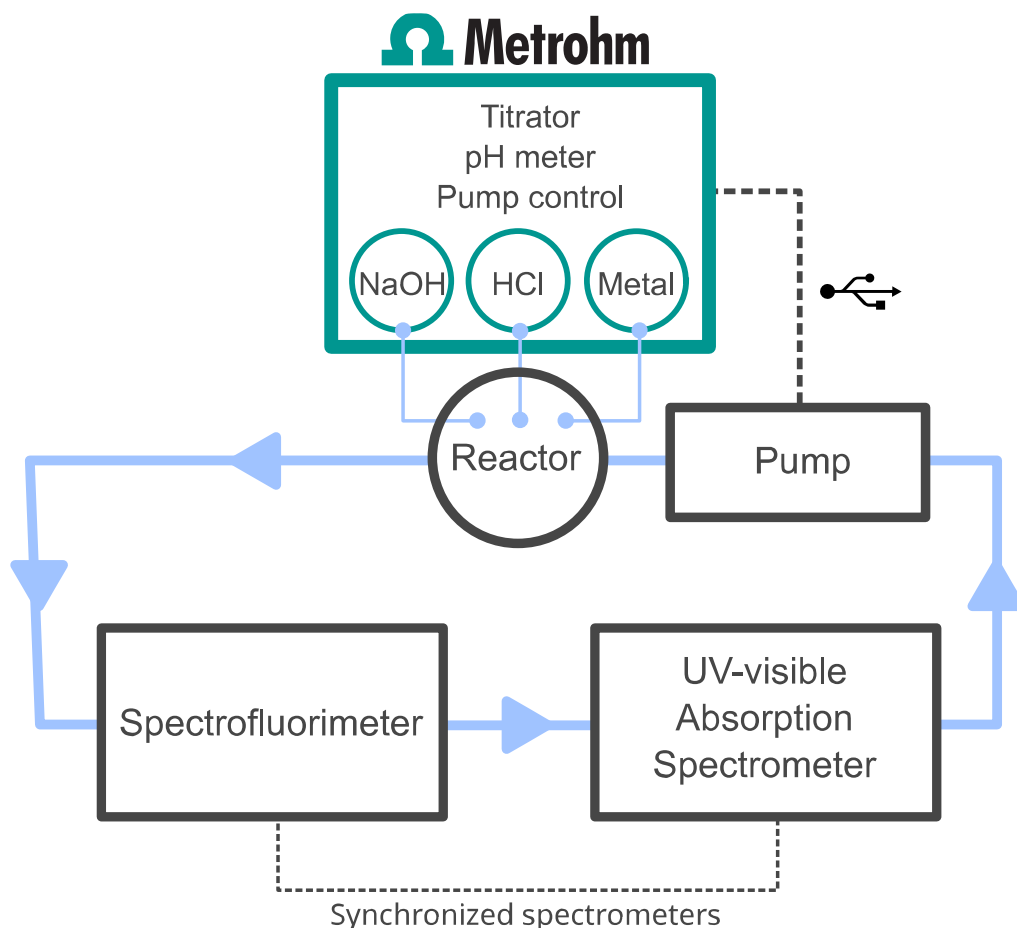 Metrohm
Titrator
pH meter
Pump control
NaOH
HCl
Metal
Reactor
Pump
Spectrofluorimeter
UV-visible
Absorption
Spectrometer
Synchronized spectrometers